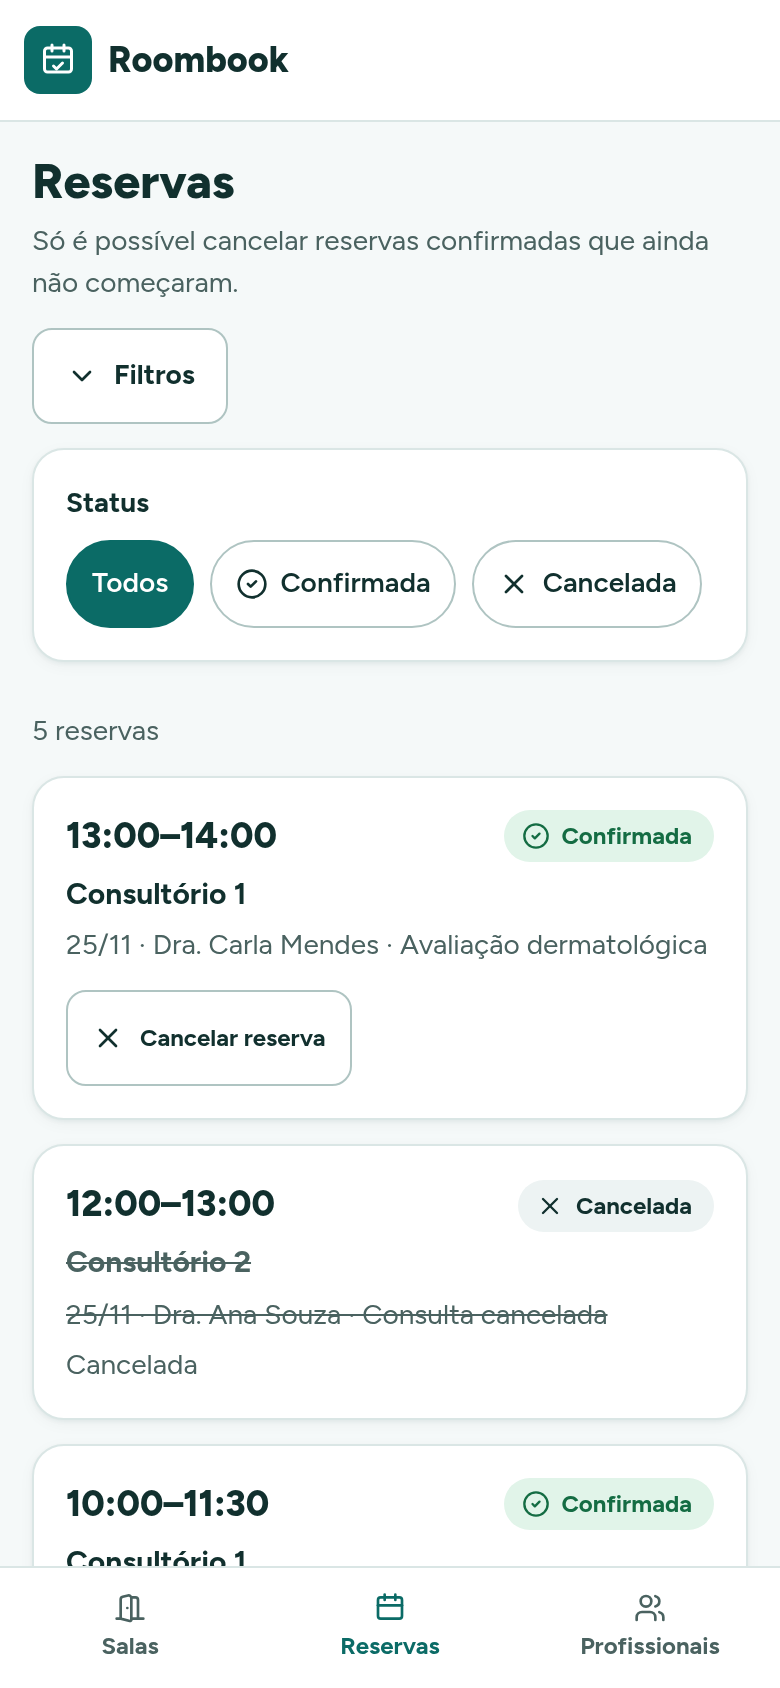 Roombook
Reservas
Só é possível cancelar reservas confirmadas que ainda
não começaram.
Filtros
Status
Todos
Confirmada
Cancelada
5 reservas
13:00–14:00
Confirmada
Consultório 1
25/11 · Dra. Carla Mendes · Avaliação dermatológica
Cancelar reserva
12:00–13:00
Cancelada
Consultório 2
25/11 · Dra. Ana Souza · Consulta cancelada
Cancelada
10:00–11:30
Confirmada
Consultório 1
Salas
Reservas
Profissionais